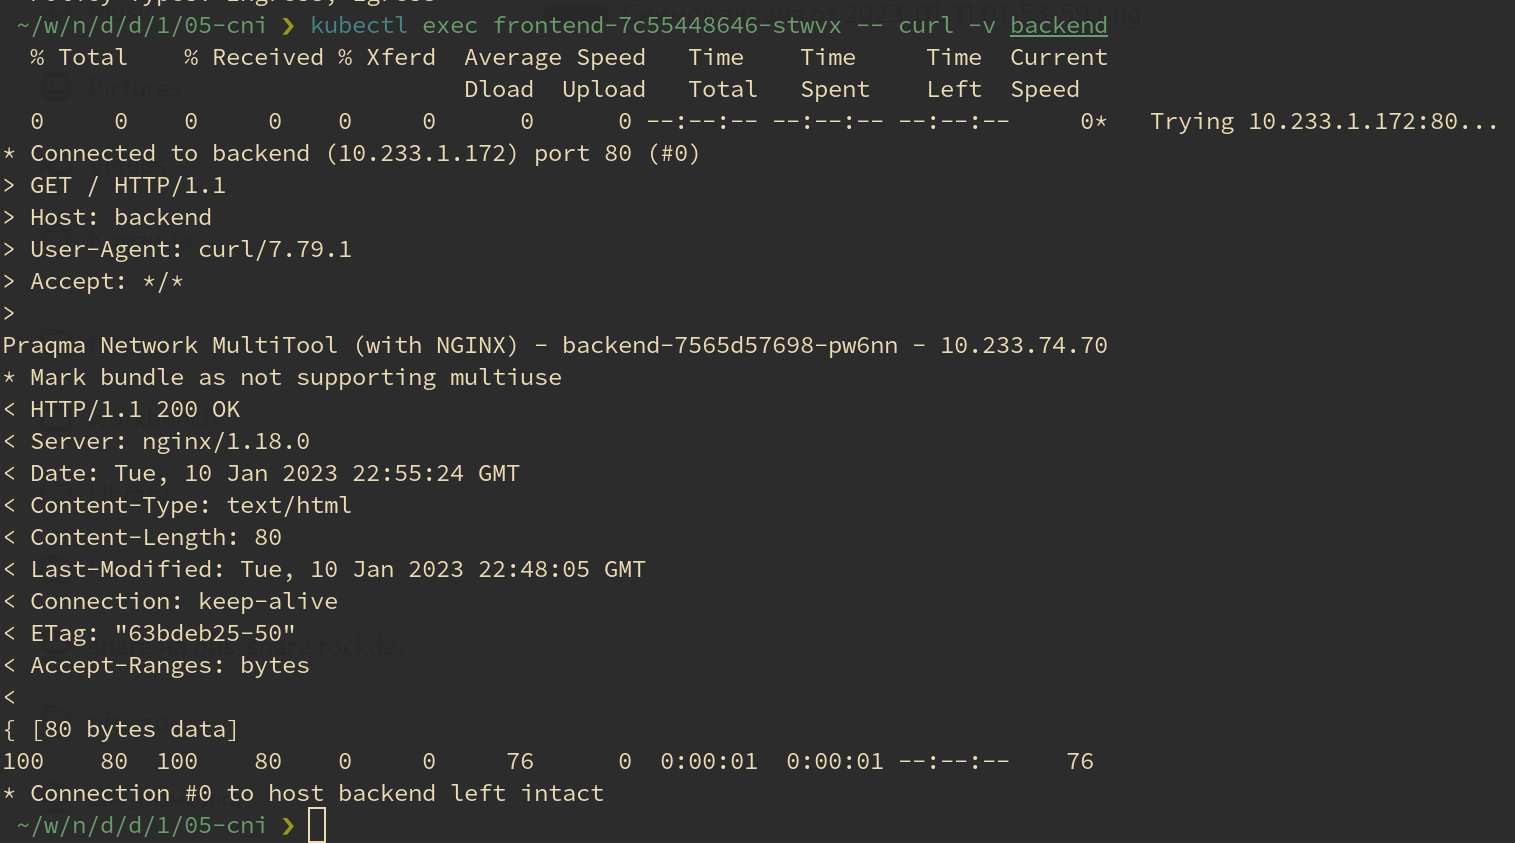 ~/w/n/d/d/1/05-cni ❯ kubectl exec frontend-7c55448646-stwvx -- curl -v backend
  % Total    % Received % Xferd  Average Speed   Time    Time     Time  Current
                                 Dload  Upload   Total   Spent    Left  Speed
  0     0    0     0    0     0      0      0 --:--:-- --:--:-- --:--:--     0*   Trying 10.233.1.172:80...
* Connected to backend (10.233.1.172) port 80 (#0)
> GET / HTTP/1.1
> Host: backend
> User-Agent: curl/7.79.1
> Accept: */*
>
Praqma Network MultiTool (with NGINX) - backend-7565d57698-pw6nn - 10.233.74.70
* Mark bundle as not supporting multiuse
< HTTP/1.1 200 OK
< Server: nginx/1.18.0
< Date: Tue, 10 Jan 2023 22:55:24 GMT
< Content-Type: text/html
< Content-Length: 80
< Last-Modified: Tue, 10 Jan 2023 22:48:05 GMT
< Connection: keep-alive
< ETag: "63bdeb25-50"
< Accept-Ranges: bytes
<
{ [80 bytes data]
100    80  100    80    0     0     76      0  0:00:01  0:00:01 --:--:--    76
* Connection #0 to host backend left intact
~/w/n/d/d/1/05-cni ❯